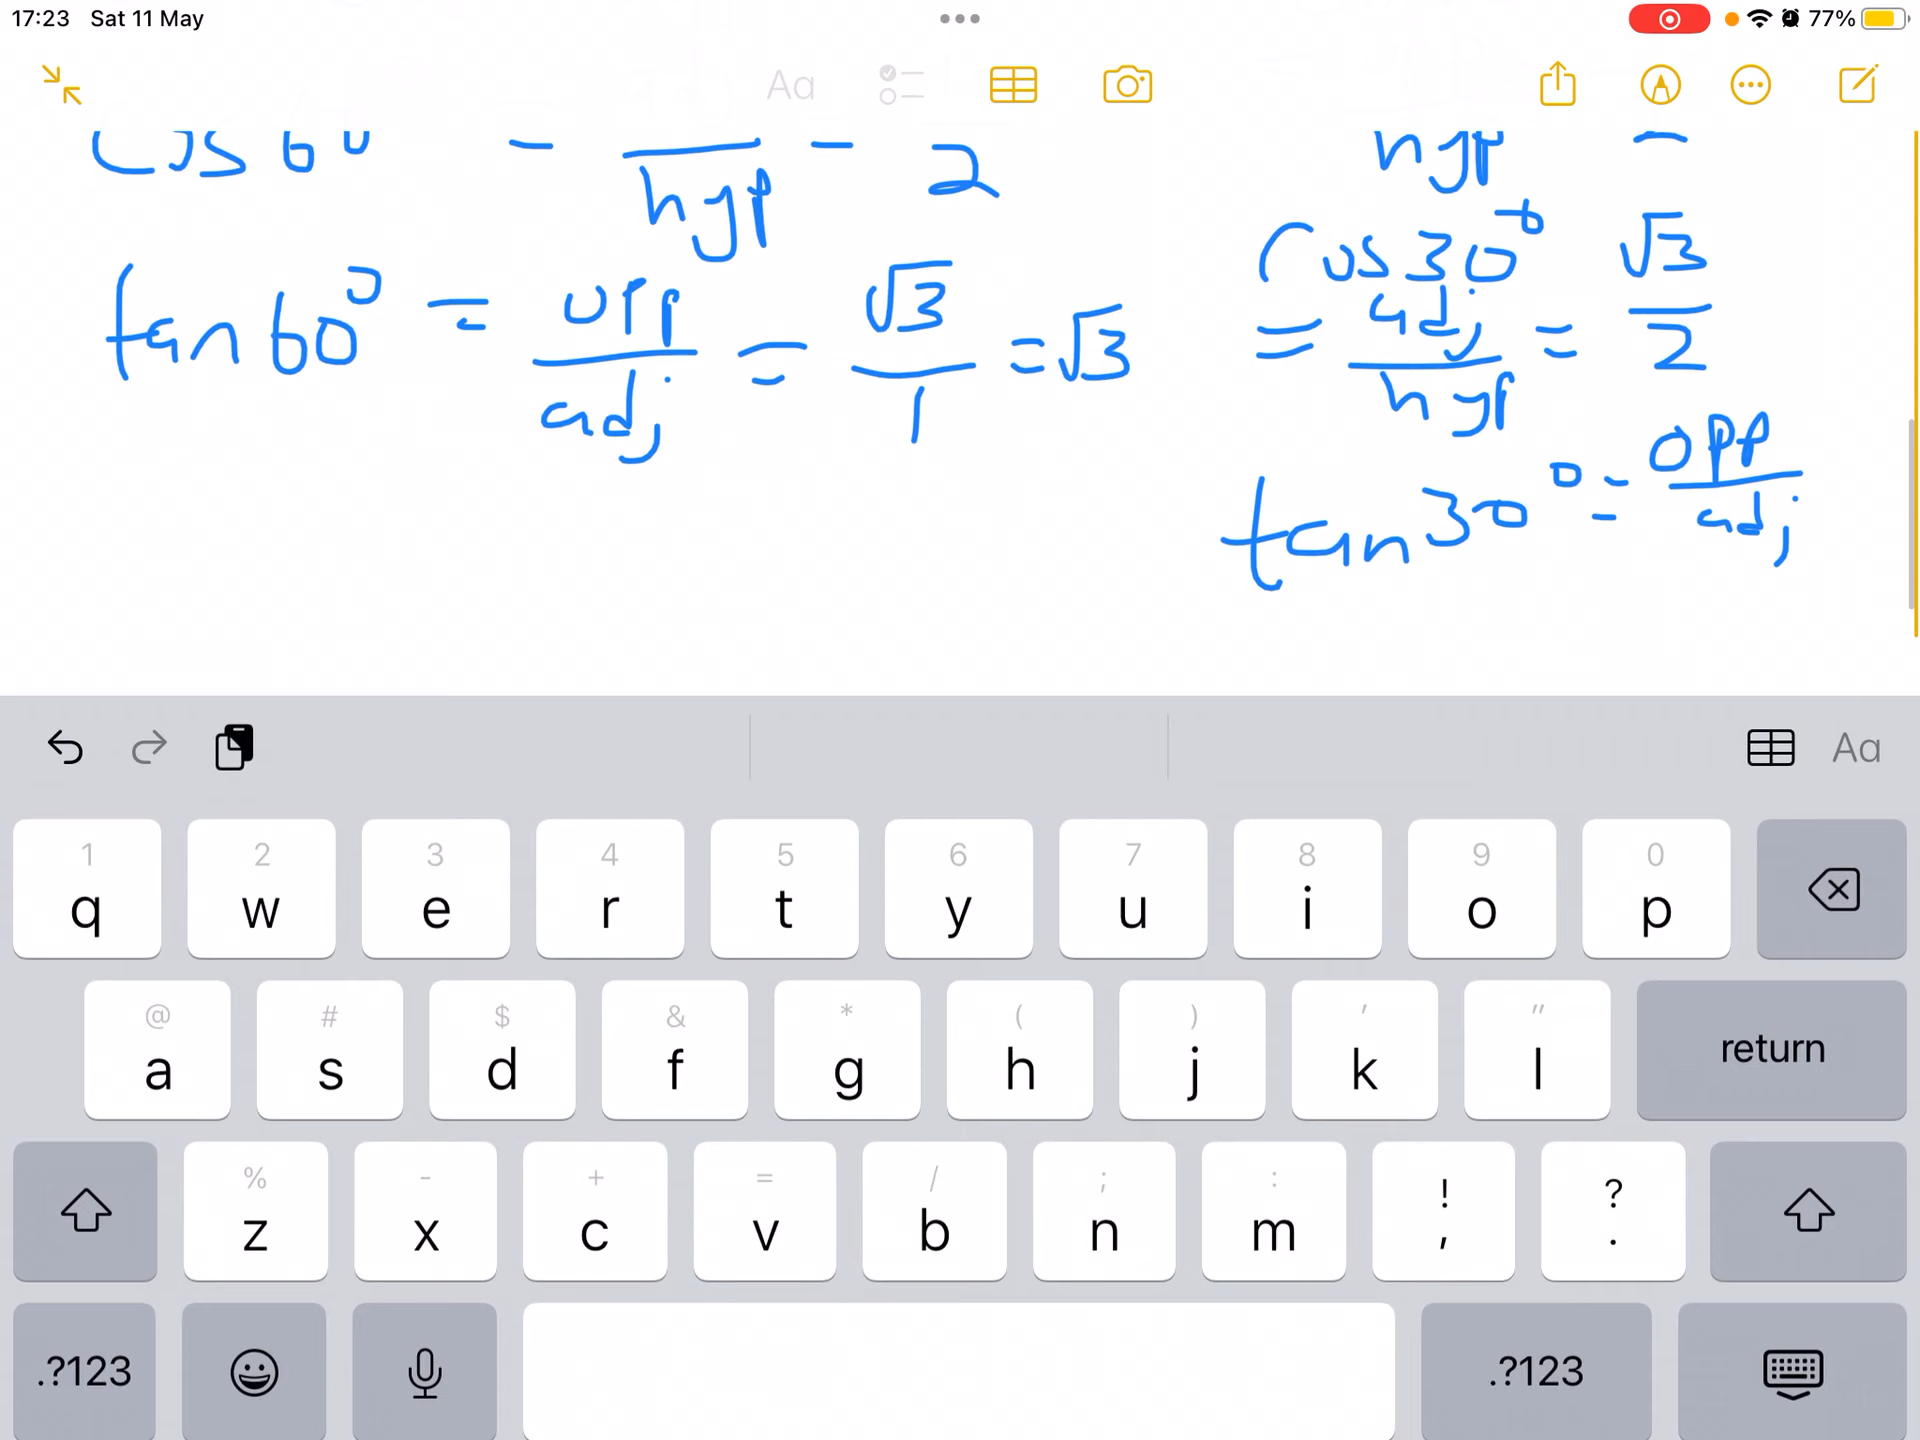 17:23 Sat 11 May 77%
Aa
cos 60 = hyp = 2
hyp =
tan 60° = opp/adj = √3/1 = √3
Cos 30° = adj/hyp = √3/2
tan 30° = opp/adj
Aa
1 2 3 4 5 6 7 8 9 0
q w e r t y u i o p
@ # $ & * ( ) ' "
a s d f g h j k l return
% - + = / ; : ! ?
z x c v b n m , .
.?123 .?123